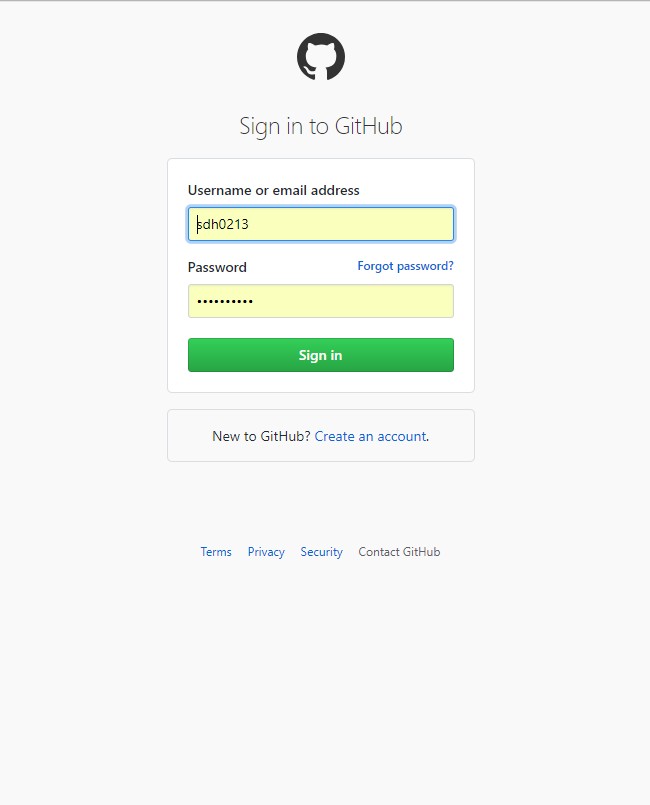 Sign in to GitHub
Username or email address
sdh0213
Password Forgot password?
••••••••••
Sign in
New to GitHub? Create an account.
Terms Privacy Security Contact GitHub